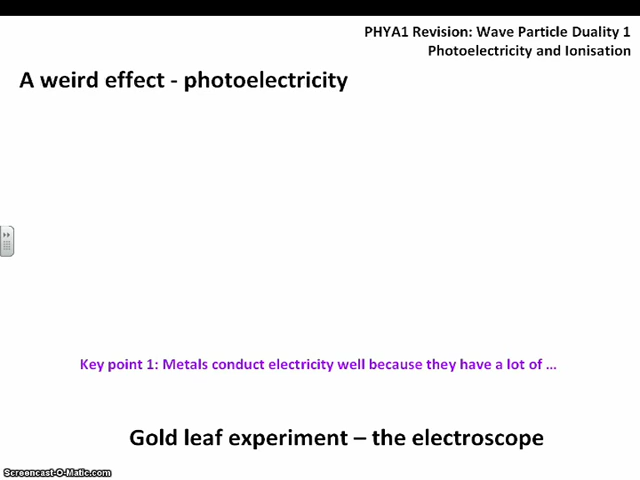 PHYA1 Revision: Wave Particle Duality 1
Photoelectricity and Ionisation
A weird effect - photoelectricity
Key point 1: Metals conduct electricity well because they have a lot of ...
Gold leaf experiment – the electroscope
Screencast-O-Matic.com